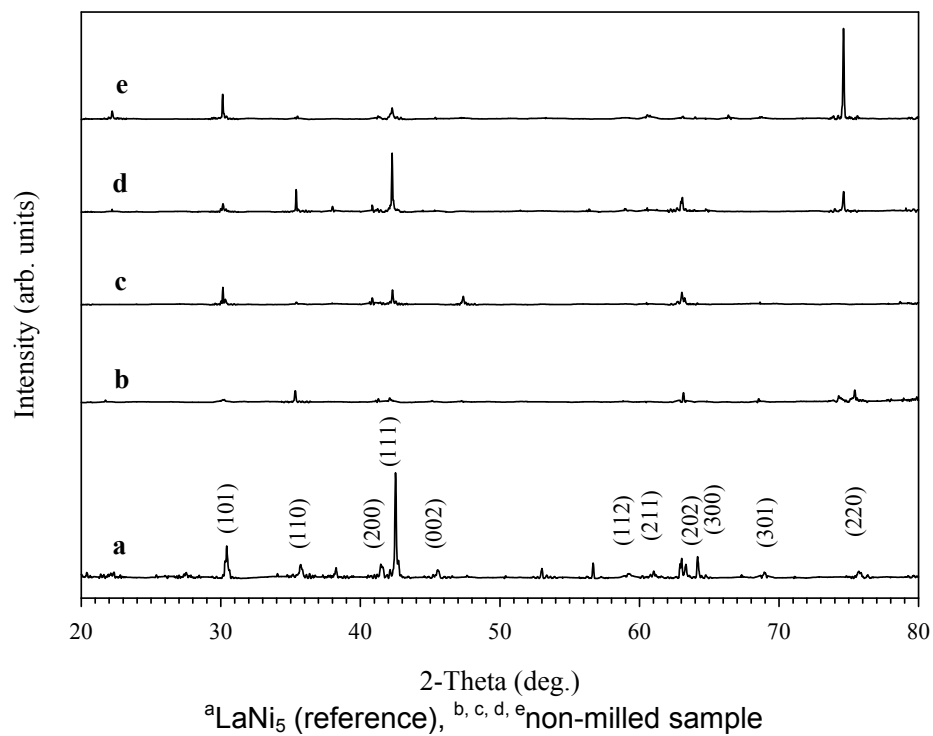 e
d
c
b
a
Intensity (arb. units)
(101)
(110)
(200)
(111)
(002)
(112)
(211)
(202)
(300)
(301)
(220)
20 30 40 50 60 70 80
2-Theta (deg.)
ᵃLaNi₅ (reference), ᵇ, ᶜ, ᵈ, ᵉnon-milled sample